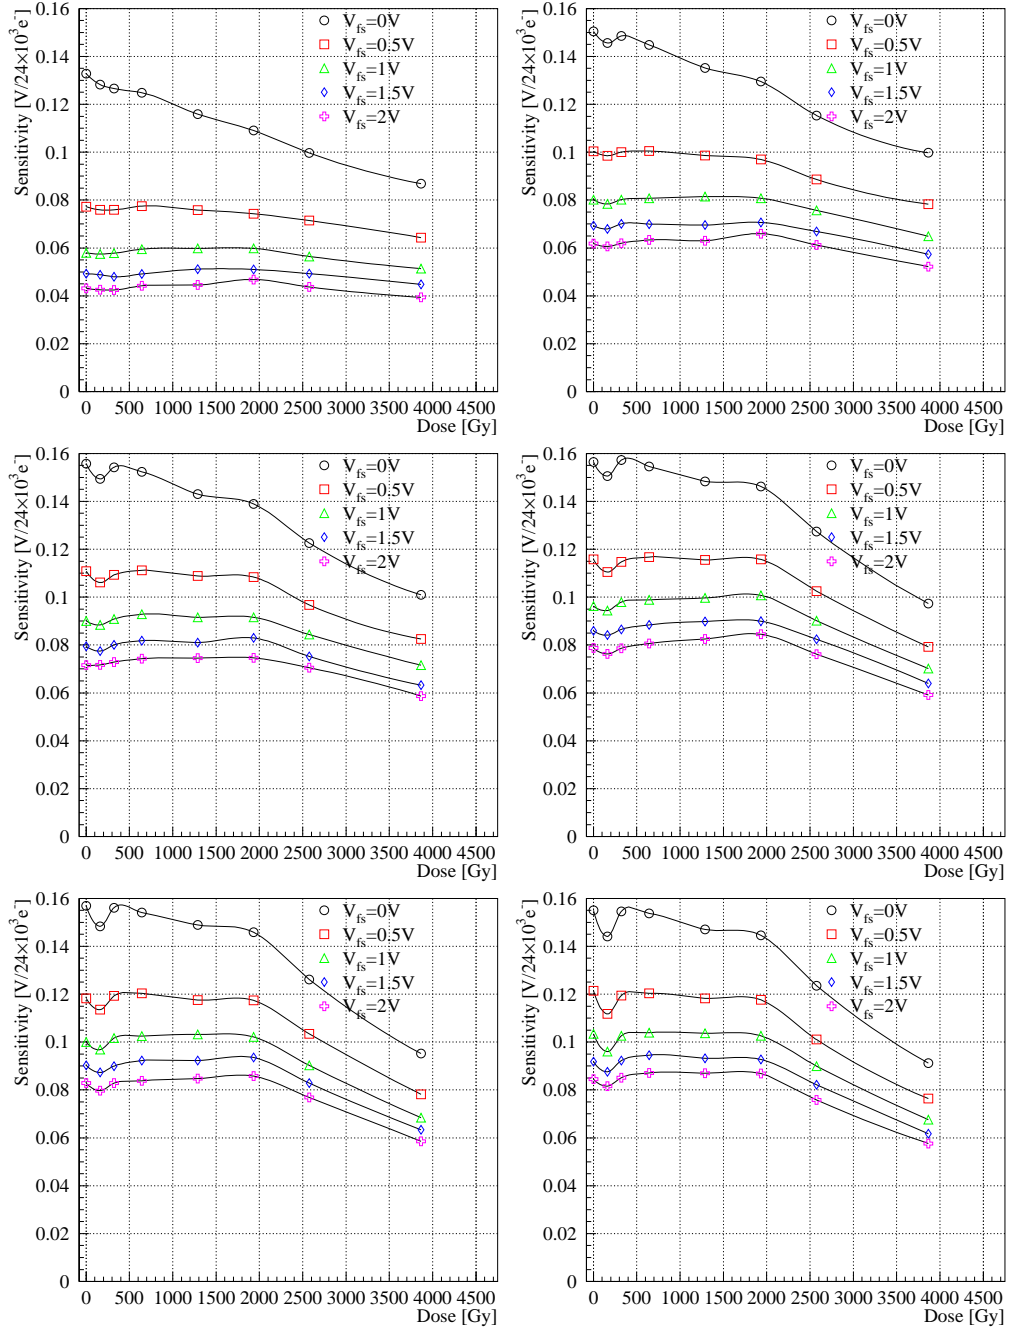 Sensitivity [V/24×10³e⁻]
0.16
0.14
0.12
0.1
0.08
0.06
0.04
0.02
0
V_fs=0V
V_fs=0.5V
V_fs=1V
V_fs=1.5V
V_fs=2V
0 500 1000 1500 2000 2500 3000 3500 4000 4500
Dose [Gy]
Sensitivity [V/24×10³e⁻]
0.16
0.14
0.12
0.1
0.08
0.06
0.04
0.02
0
V_fs=0V
V_fs=0.5V
V_fs=1V
V_fs=1.5V
V_fs=2V
0 500 1000 1500 2000 2500 3000 3500 4000 4500
Dose [Gy]
Sensitivity [V/24×10³e⁻]
0.16
0.14
0.12
0.1
0.08
0.06
0.04
0.02
0
V_fs=0V
V_fs=0.5V
V_fs=1V
V_fs=1.5V
V_fs=2V
0 500 1000 1500 2000 2500 3000 3500 4000 4500
Dose [Gy]
Sensitivity [V/24×10³e⁻]
0.16
0.14
0.12
0.1
0.08
0.06
0.04
0.02
0
V_fs=0V
V_fs=0.5V
V_fs=1V
V_fs=1.5V
V_fs=2V
0 500 1000 1500 2000 2500 3000 3500 4000 4500
Dose [Gy]
Sensitivity [V/24×10³e⁻]
0.16
0.14
0.12
0.1
0.08
0.06
0.04
0.02
0
V_fs=0V
V_fs=0.5V
V_fs=1V
V_fs=1.5V
V_fs=2V
0 500 1000 1500 2000 2500 3000 3500 4000 4500
Dose [Gy]
Sensitivity [V/24×10³e⁻]
0.16
0.14
0.12
0.1
0.08
0.06
0.04
0.02
0
V_fs=0V
V_fs=0.5V
V_fs=1V
V_fs=1.5V
V_fs=2V
0 500 1000 1500 2000 2500 3000 3500 4000 4500
Dose [Gy]